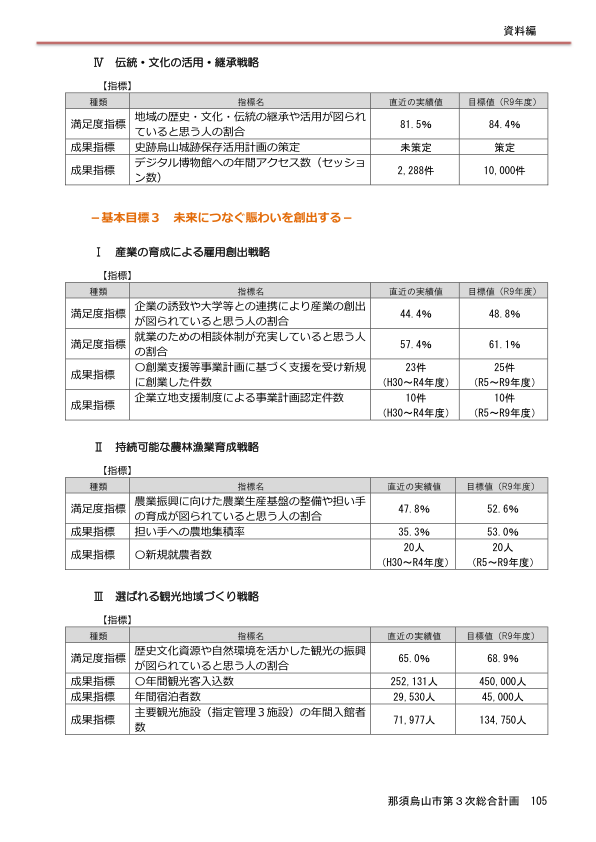 資料編
Ⅳ 伝統・文化の活用・継承戦略
【指標】
種類 指標名 直近の実績値 目標値（R9年度）
満足度指標 地域の歴史・文化・伝統の継承や活用が図られ
ていると思う人の割合 81.5% 84.4%
成果指標 史跡烏山城跡保存活用計画の策定 未策定 策定
成果指標 デジタル博物館への年間アクセス数（セッショ
ン数） 2,288件 10,000件
－基本目標３ 未来につなぐ賑わいを創出する－
Ⅰ 産業の育成による雇用創出戦略
【指標】
種類 指標名 直近の実績値 目標値（R9年度）
満足度指標 企業の誘致や大学等との連携により産業の創出
が図られていると思う人の割合 44.4% 48.8%
満足度指標 就業のための相談体制が充実していると思う人
の割合 57.4% 61.1%
成果指標 〇創業支援等事業計画に基づく支援を受け新規
に創業した件数 23件 25件
（H30～R4年度） （R5～R9年度）
成果指標 企業立地支援制度による事業計画認定件数 10件 10件
（H30～R4年度） （R5～R9年度）
Ⅱ 持続可能な農林漁業育成戦略
【指標】
種類 指標名 直近の実績値 目標値（R9年度）
満足度指標 農業振興に向けた農業生産基盤の整備や担い手
の育成が図られていると思う人の割合 47.8% 52.6%
成果指標 担い手への農地集積率 35.3% 53.0%
成果指標 〇新規就農者数 20人 20人
（H30～R4年度） （R5～R9年度）
Ⅲ 選ばれる観光地域づくり戦略
【指標】
種類 指標名 直近の実績値 目標値（R9年度）
満足度指標 歴史文化資源や自然環境を活かした観光の振興
が図られていると思う人の割合 65.0% 68.9%
成果指標 〇年間観光客入込数 252,131人 450,000人
成果指標 年間宿泊者数 29,530人 45,000人
成果指標 主要観光施設（指定管理３施設）の年間入館者
数 71,977人 134,750人
那須烏山市第３次総合計画 105